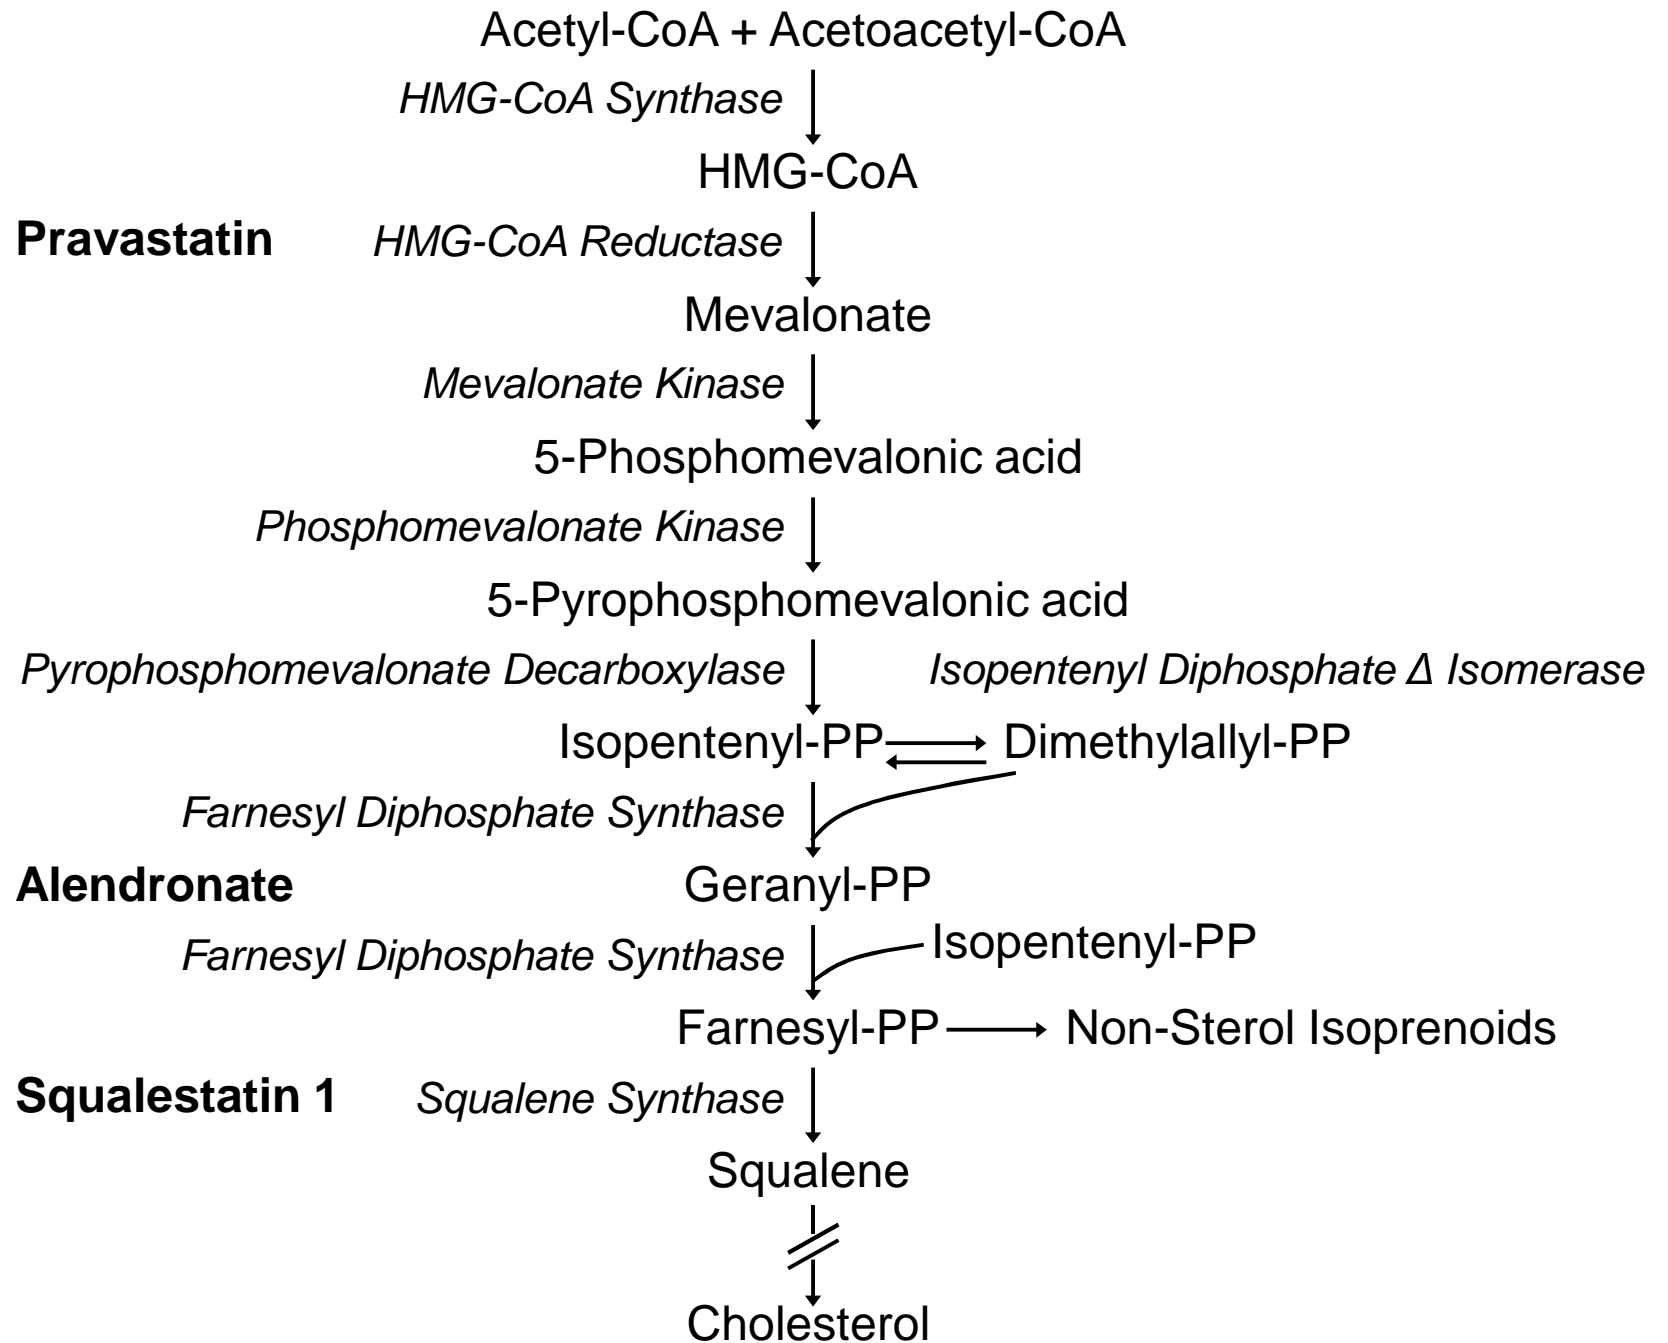 Acetyl-CoA + Acetoacetyl-CoA
HMG-CoA Synthase
HMG-CoA
Pravastatin HMG-CoA Reductase
Mevalonate
Mevalonate Kinase
5-Phosphomevalonic acid
Phosphomevalonate Kinase
5-Pyrophosphomevalonic acid
Pyrophosphomevalonate Decarboxylase Isopentenyl Diphosphate Δ Isomerase
Isopentenyl-PP Dimethylallyl-PP
Farnesyl Diphosphate Synthase
Alendronate Geranyl-PP
Farnesyl Diphosphate Synthase Isopentenyl-PP
Farnesyl-PP Non-Sterol Isoprenoids
Squalestatin 1 Squalene Synthase
Squalene
Cholesterol